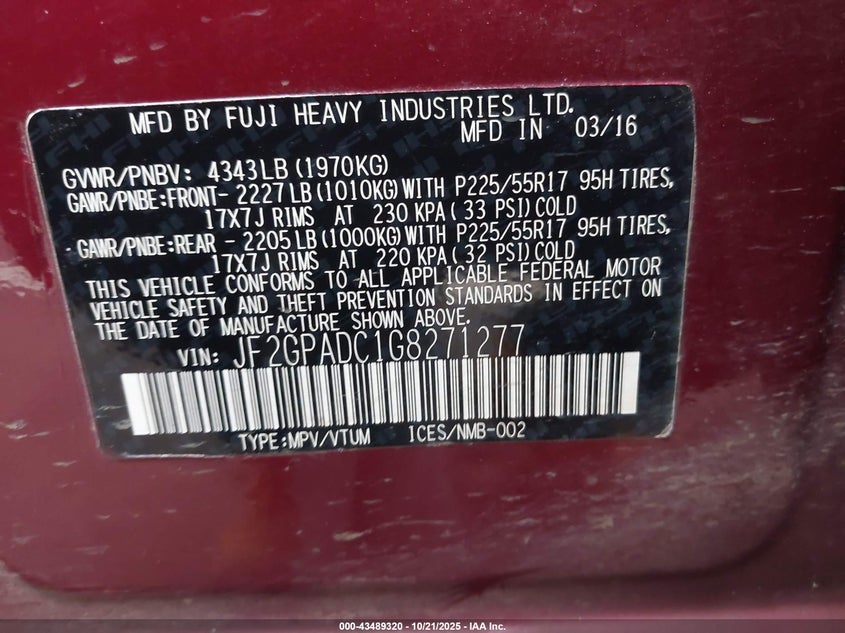 MFD BY FUJI HEAVY INDUSTRIES LTD.
MFD IN 03/16
GVWR/PNBV: 4343LB(1970KG)
GAWR/PNBE:FRONT- 2227LB(1010KG)WITH P225/55R17 95H TIRES,
17X7J RIMS AT 230 KPA( 33 PSI)COLD
GAWR/PNBE:REAR - 2205LB(1000KG)WITH P225/55R17 95H TIRES,
17X7J RIMS AT 220 KPA( 32 PSI)COLD
THIS VEHICLE CONFORMS TO ALL APPLICABLE FEDERAL MOTOR
VEHICLE SAFETY AND THEFT PREVENTION STANDARDS IN EFFECT ON
THE DATE OF MANUFACTURE SHOWN ABOVE.
VIN: JF2GPADC1G8271277
TYPE:MPV/VTUM ICES/NMB-002
000-43489320 - 10/21/2025 - IAA Inc.